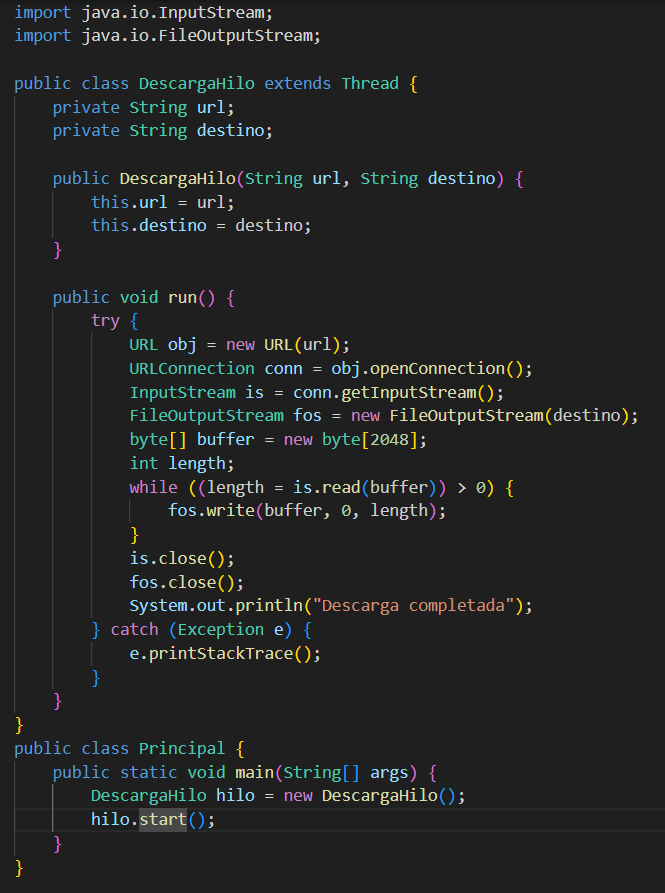 import java.io.InputStream;
import java.io.FileOutputStream;
public class DescargaHilo extends Thread {
private String url;
private String destino;
public DescargaHilo(String url, String destino) {
this.url = url;
this.destino = destino;
}
public void run() {
try {
URL obj = new URL(url);
URLConnection conn = obj.openConnection();
InputStream is = conn.getInputStream();
FileOutputStream fos = new FileOutputStream(destino);
byte[] buffer = new byte[2048];
int length;
while ((length = is.read(buffer)) > 0) {
fos.write(buffer, 0, length);
}
is.close();
fos.close();
System.out.println("Descarga completada");
} catch (Exception e) {
e.printStackTrace();
}
}
}
public class Principal {
public static void main(String[] args) {
DescargaHilo hilo = new DescargaHilo();
hilo.start();
}
}